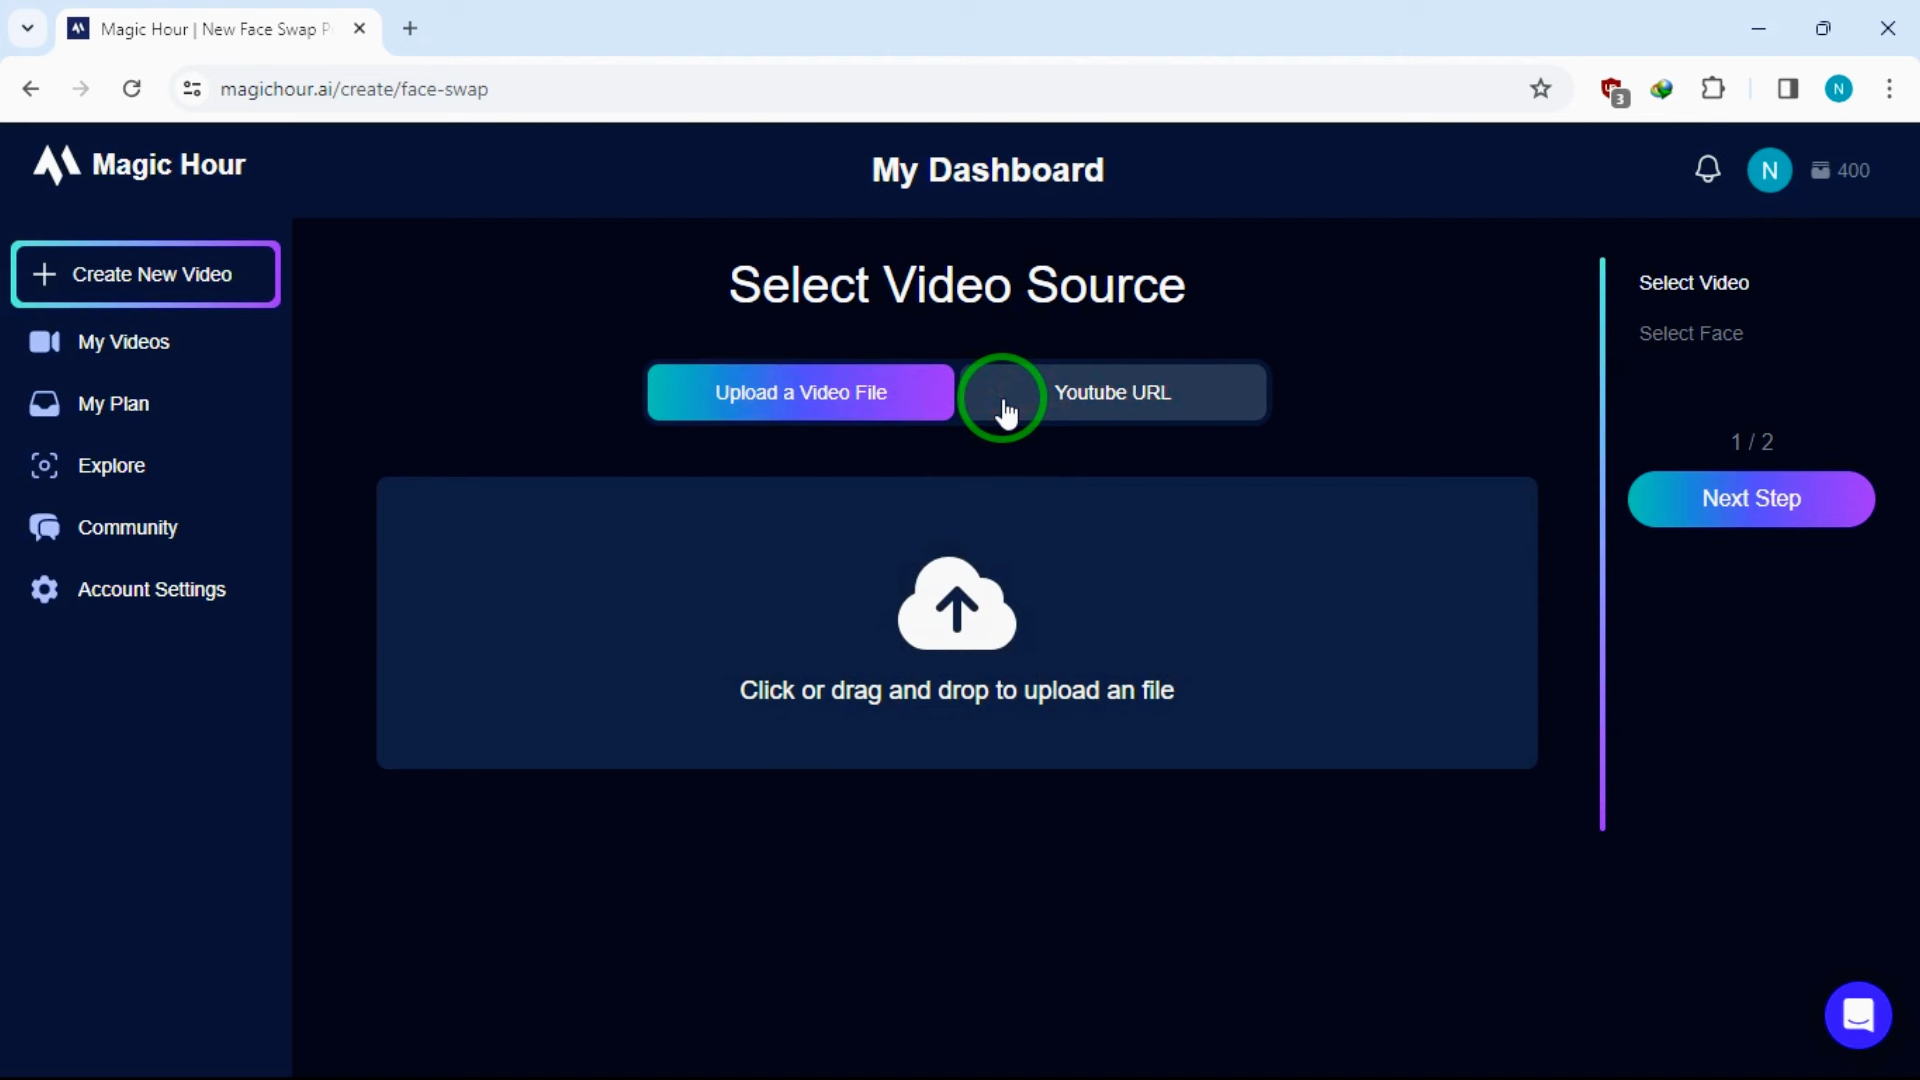 Magic Hour | New Face Swap P
magichour.ai/create/face-swap
3
N
Magic Hour
My Dashboard
N
400
Create New Video
My Videos
My Plan
Explore
Community
Account Settings
Select Video Source
Upload a Video File
Youtube URL
Click or drag and drop to upload an file
Select Video
Select Face
1 / 2
Next Step